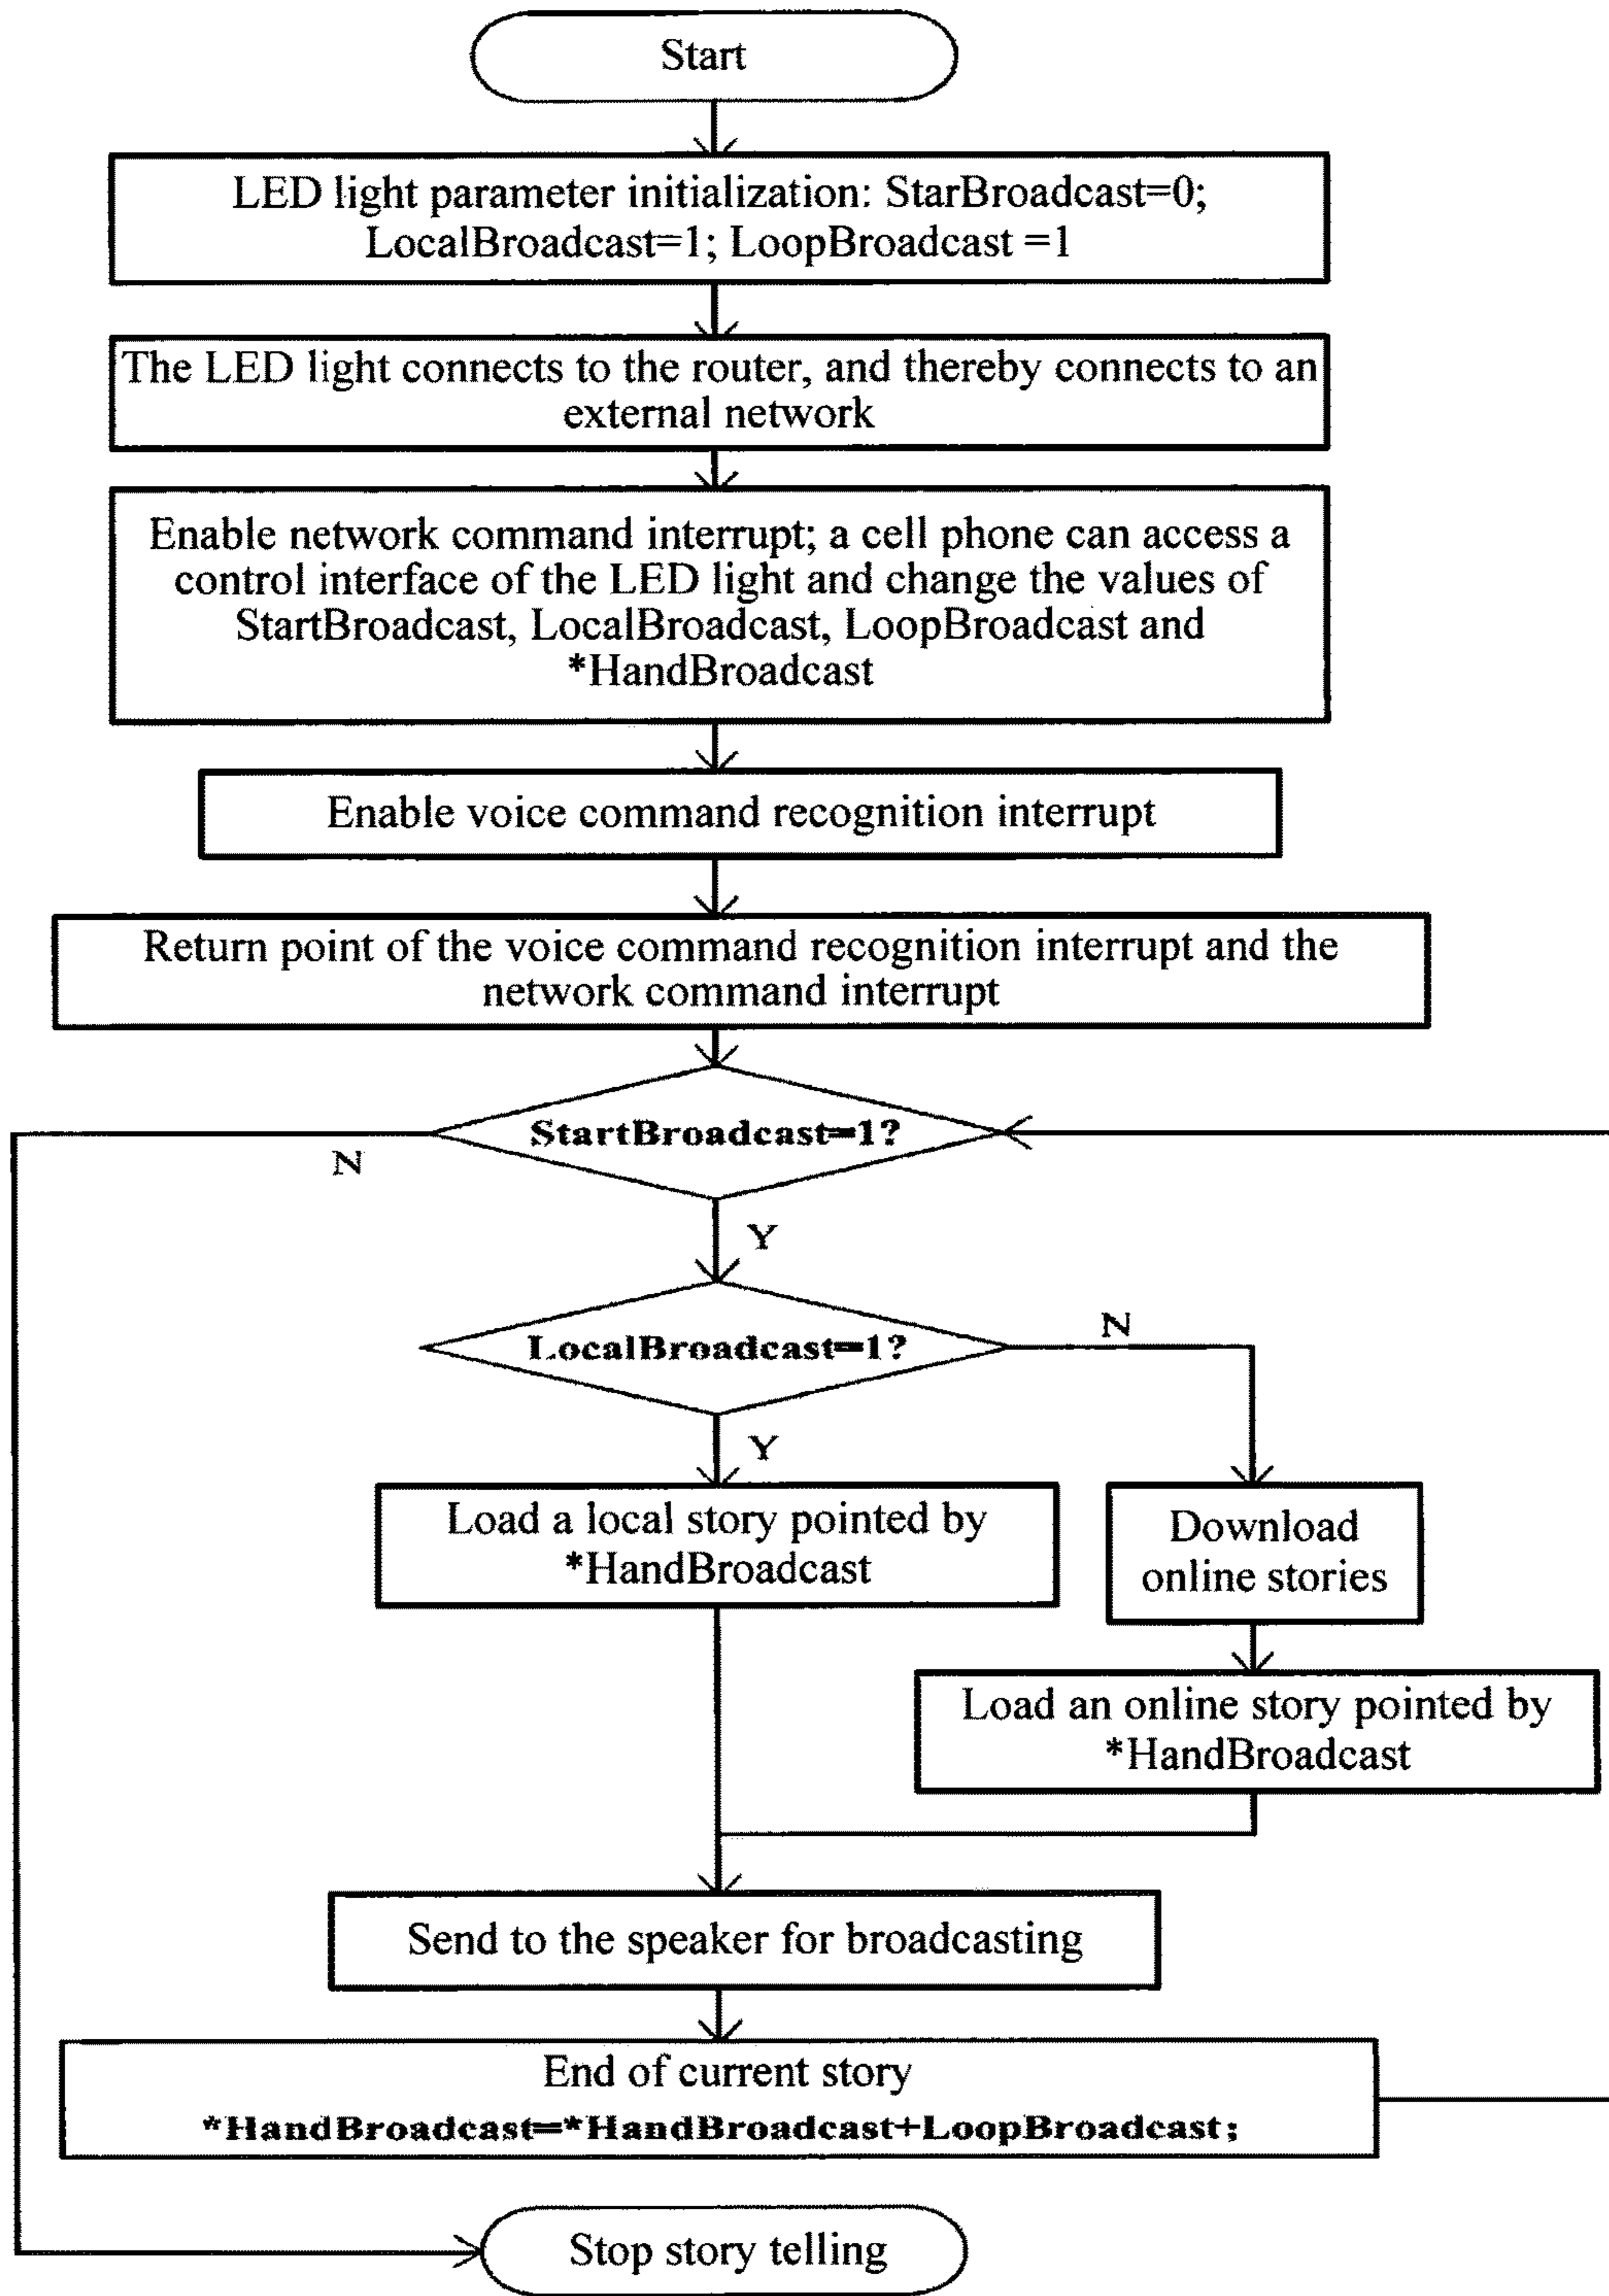 Start
LED light parameter initialization: StarBroadcast=0;
LocalBroadcast=1; LoopBroadcast =1
The LED light connects to the router, and thereby connects to an
external network
Enable network command interrupt; a cell phone can access a
control interface of the LED light and change the values of
StartBroadcast, LocalBroadcast, LoopBroadcast and
*HandBroadcast
Enable voice command recognition interrupt
Return point of the voice command recognition interrupt and the
network command interrupt
StartBroadcast=1?
N
Y
LocalBroadcast=1?
N
Y
Load a local story pointed by
*HandBroadcast
Download
online stories
Load an online story pointed by
*HandBroadcast
Send to the speaker for broadcasting
End of current story
*HandBroadcast=*HandBroadcast+LoopBroadcast;
Stop story telling